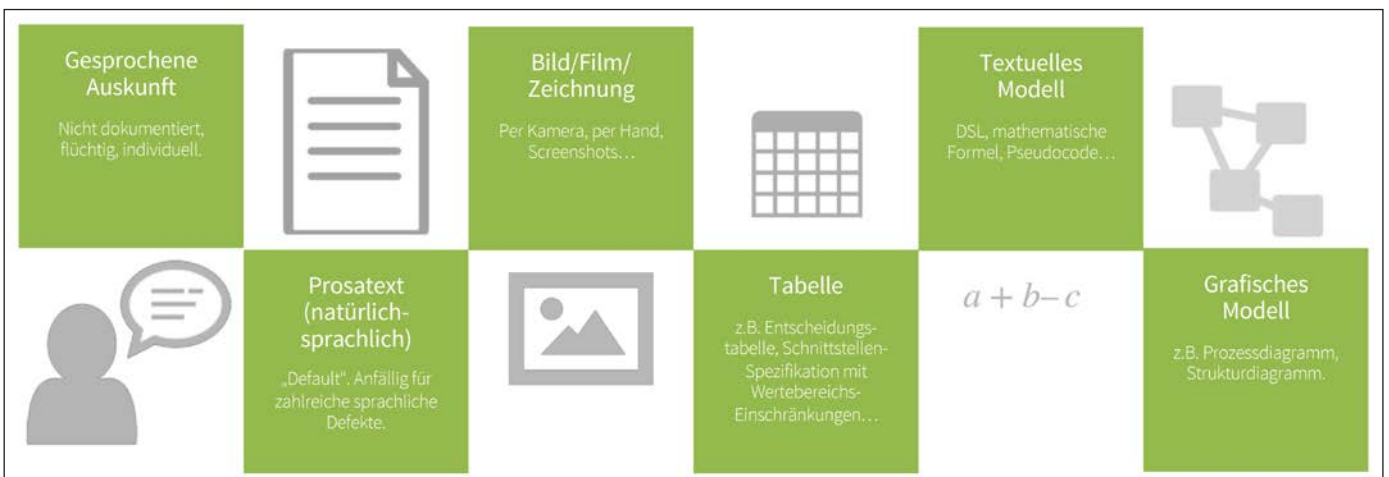 Gesprochene
Auskunft
Nicht dokumentiert,
flüchtig, individuell.
Prosatext
(natürlich-
sprachlich)
„Default“. Anfällig für
zahlreiche sprachliche
Defekte.
Bild/Film/
Zeichnung
Per Kamera, per Hand,
Screenshots…
Tabelle
z.B. Entscheidungs-
tabelle, Schnittstellen-
Spezifikation mit
Wertebereichs-
Einschränkungen…
Textuelles
Modell
DSL, mathematische
Formel, Pseudocode…
a + b– c
Grafisches
Modell
z.B. Prozessdiagramm,
Strukturdiagramm.